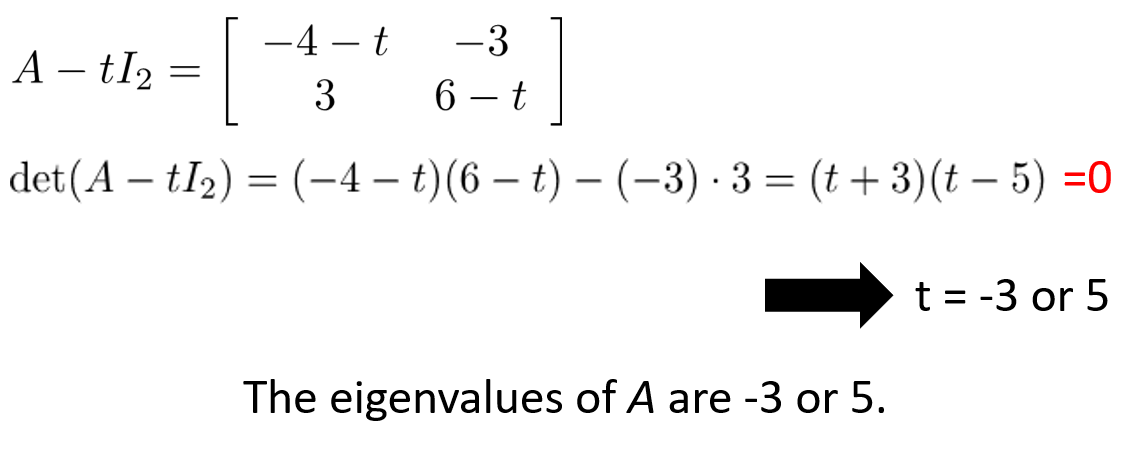 A − tI₂ = [ −4 − t   −3
3   6 − t ]
det(A − tI₂) = (−4 − t)(6 − t) − (−3) · 3 = (t + 3)(t − 5) =0
t = -3 or 5
The eigenvalues of A are -3 or 5.